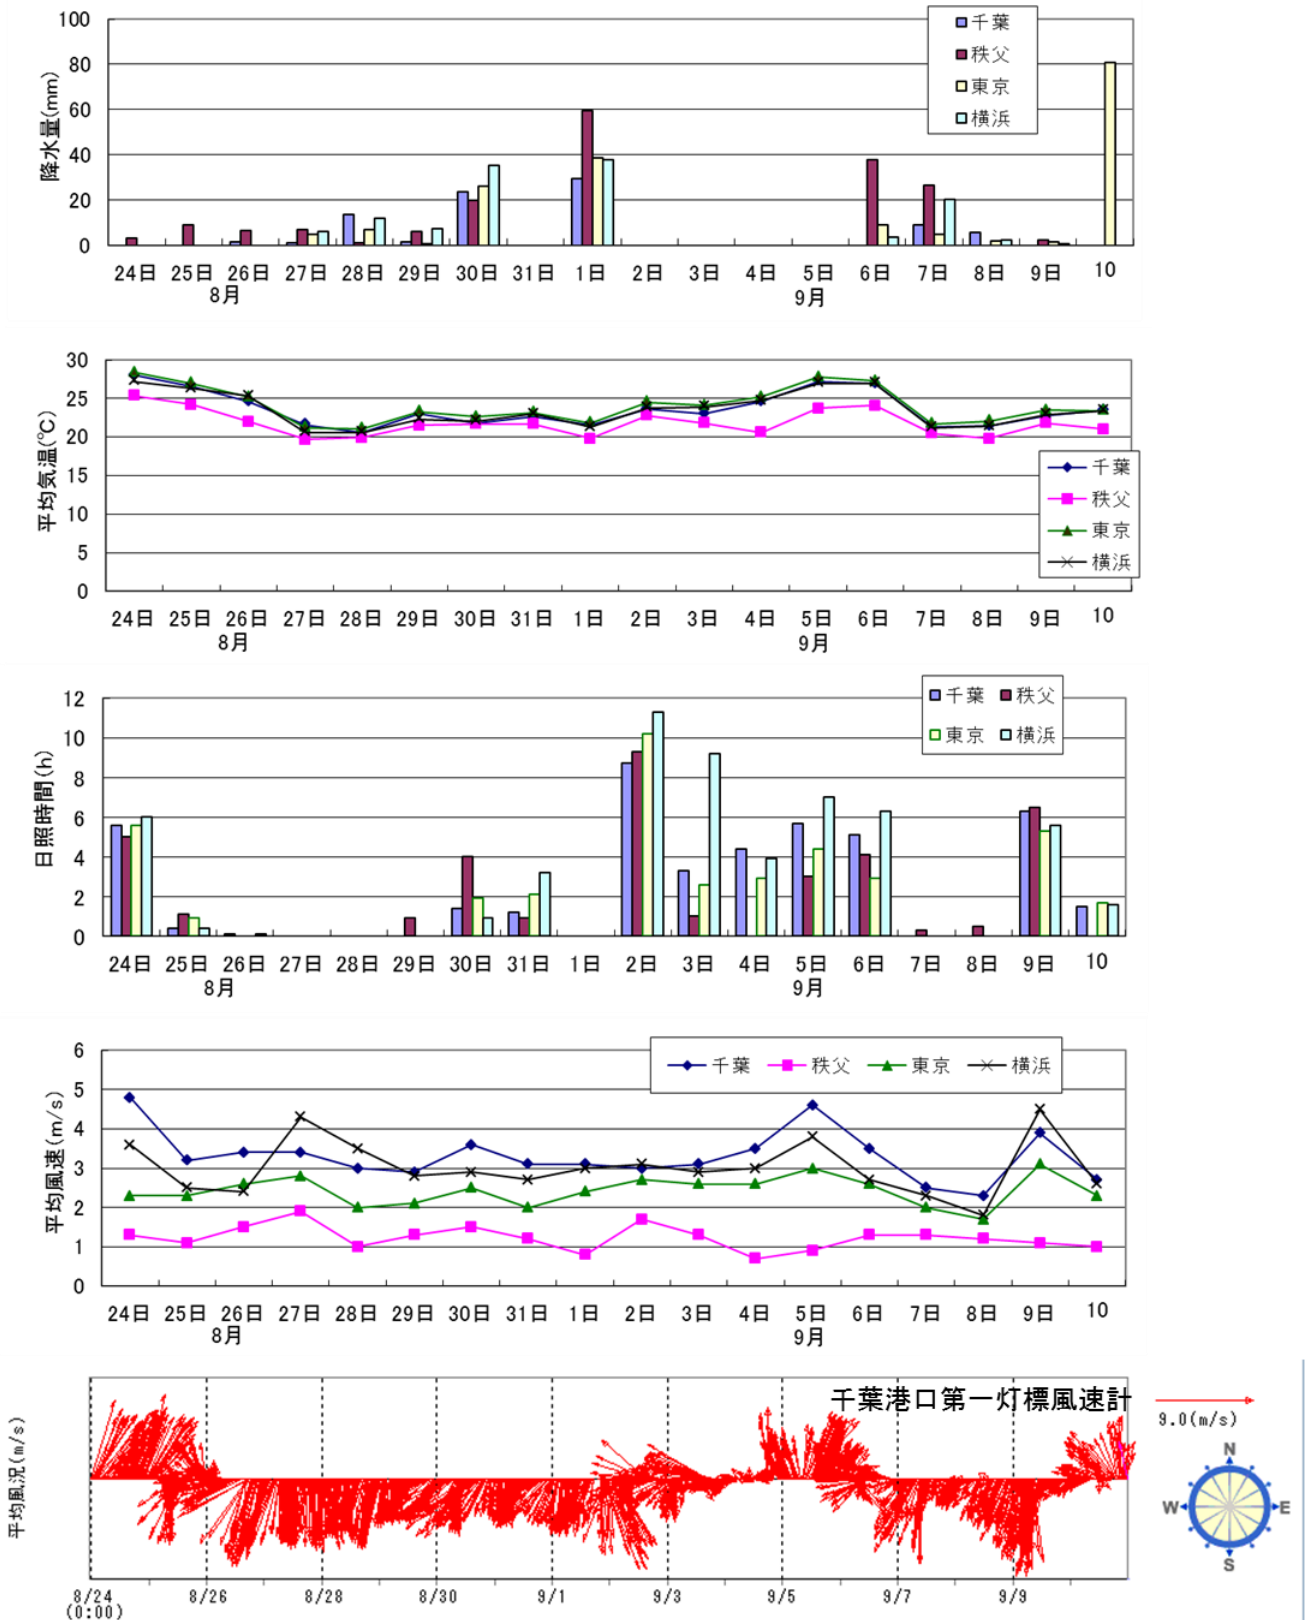 降水量(mm)
100
80
60
40
20
0
千葉
秩父
東京
横浜
24日 25日 26日 27日 28日 29日 30日 31日 1日 2日 3日 4日 5日 6日 7日 8日 9日 10
8月 9月
平均気温(℃)
30
25
20
15
10
5
0
千葉
秩父
東京
横浜
24日 25日 26日 27日 28日 29日 30日 31日 1日 2日 3日 4日 5日 6日 7日 8日 9日 10
8月 9月
日照時間(h)
12
10
8
6
4
2
0
千葉 秩父
東京 横浜
24日 25日 26日 27日 28日 29日 30日 31日 1日 2日 3日 4日 5日 6日 7日 8日 9日 10
8月 9月
平均風速(m/s)
6
5
4
3
2
1
0
千葉 秩父 東京 横浜
24日 25日 26日 27日 28日 29日 30日 31日 1日 2日 3日 4日 5日 6日 7日 8日 9日 10
8月 9月
平均風況(m/s)
千葉港口第一灯標風速計
9.0(m/s)
N
W E
S
8/24 8/26 8/28 8/30 9/1 9/3 9/5 9/7 9/9
(0:00)